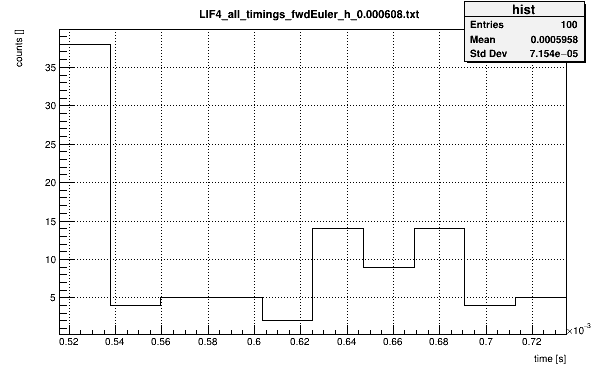 LIF4_all_timings_fwdEuler_h_0.000608.txt
hist
Entries 100
Mean 0.0005958
Std Dev 7.154e−05
counts []
35
30
25
20
15
10
5
0.52 0.54 0.56 0.58 0.6 0.62 0.64 0.66 0.68 0.7 0.72
×10⁻³
time [s]